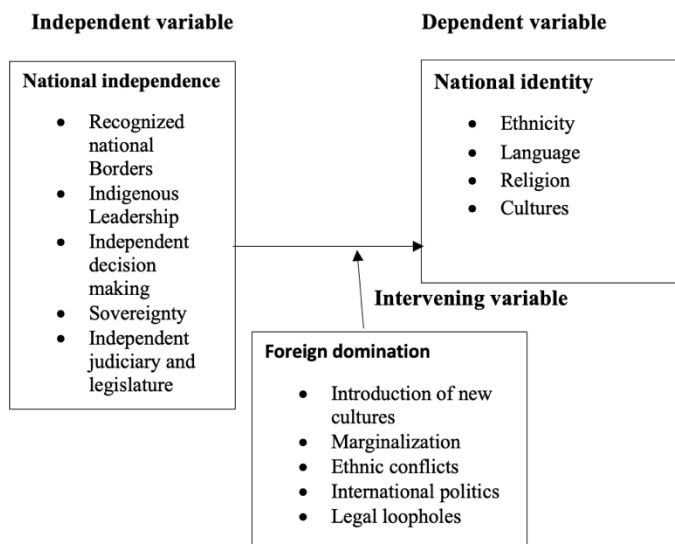 Independent variable
Dependent variable
National independence
• Recognized
national
Borders
• Indigenous
Leadership
• Independent
decision
making
• Sovereignty
• Independent
judiciary and
legislature
National identity
• Ethnicity
• Language
• Religion
• Cultures
Intervening variable
Foreign domination
• Introduction of new
cultures
• Marginalization
• Ethnic conflicts
• International politics
• Legal loopholes